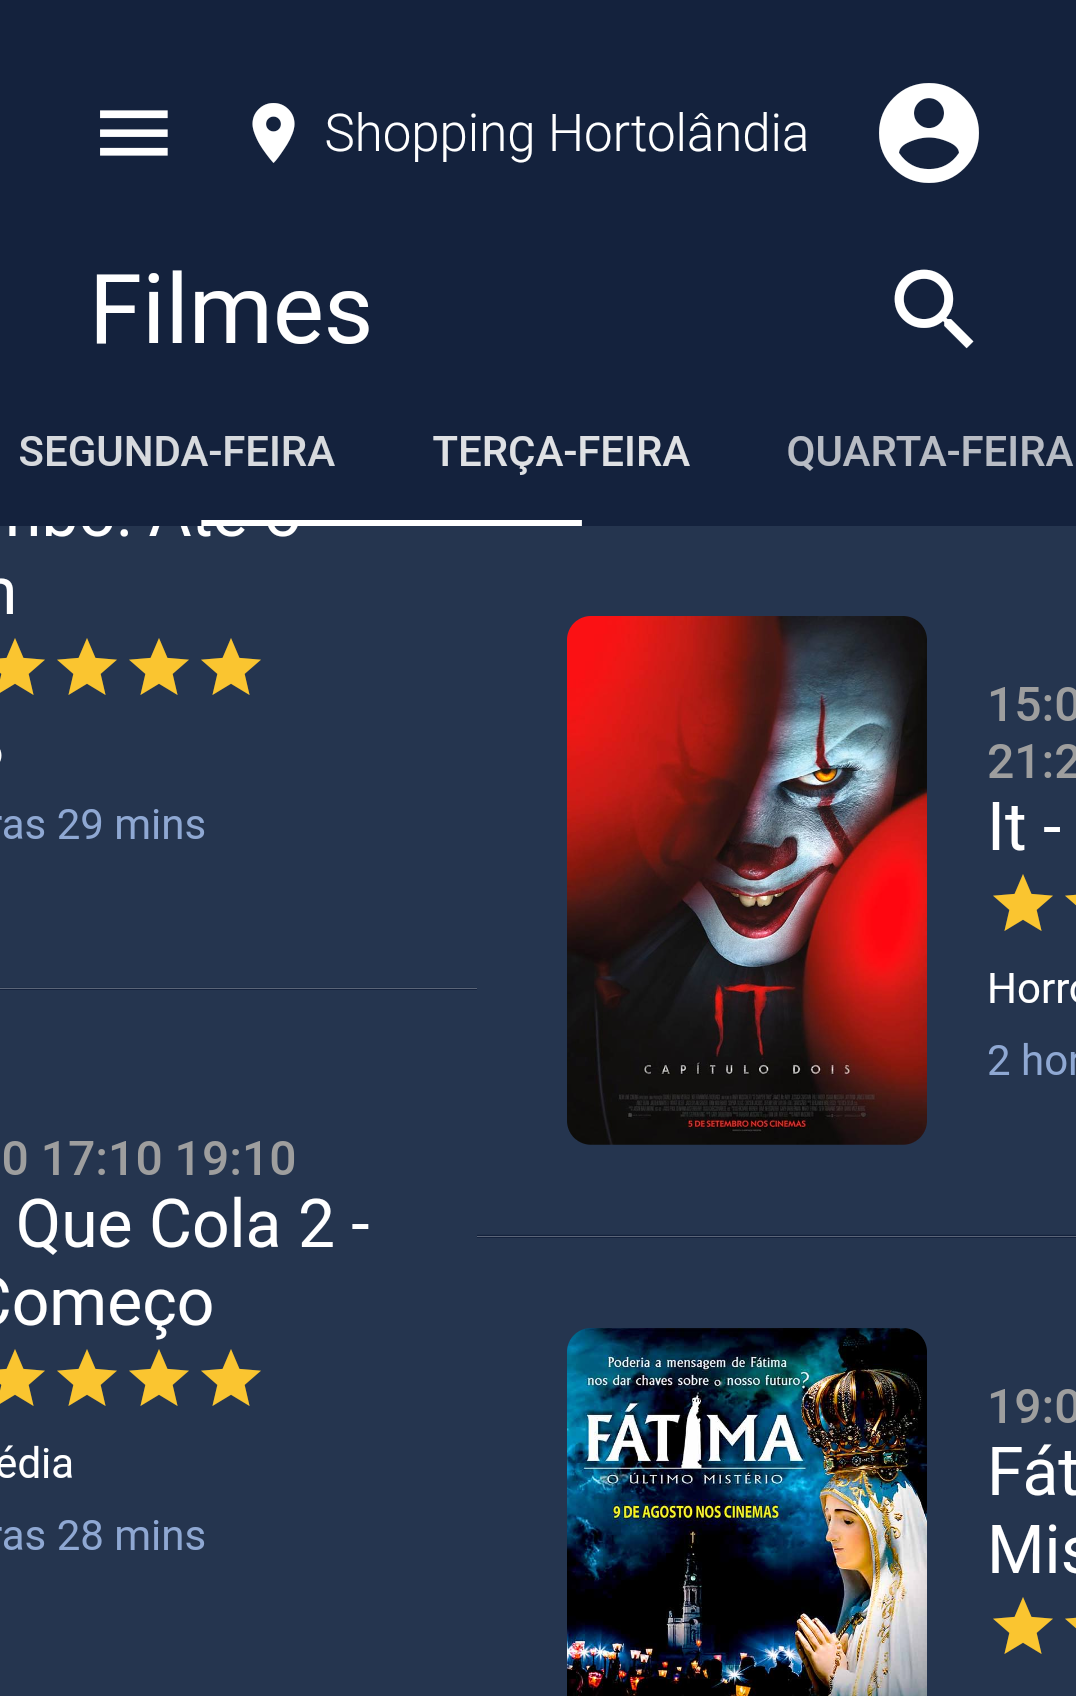 Shopping Hortolândia
Filmes
SEGUNDA-FEIRA TERÇA-FEIRA QUARTA-FEIRA
ras 29 mins
0 17:10 19:10
Que Cola 2 -
Começo
édia
ras 28 mins
15:0
21:2
It -
Horro
2 hor
IT
CAPÍTULO DOIS
5 DE SETEMBRO NOS CINEMAS
Poderia a mensagem de Fátima
nos dar chaves sobre o nosso futuro?
FÁTIMA
O ÚLTIMO MISTÉRIO
9 DE AGOSTO NOS CINEMAS
19:0
Fát
Mis